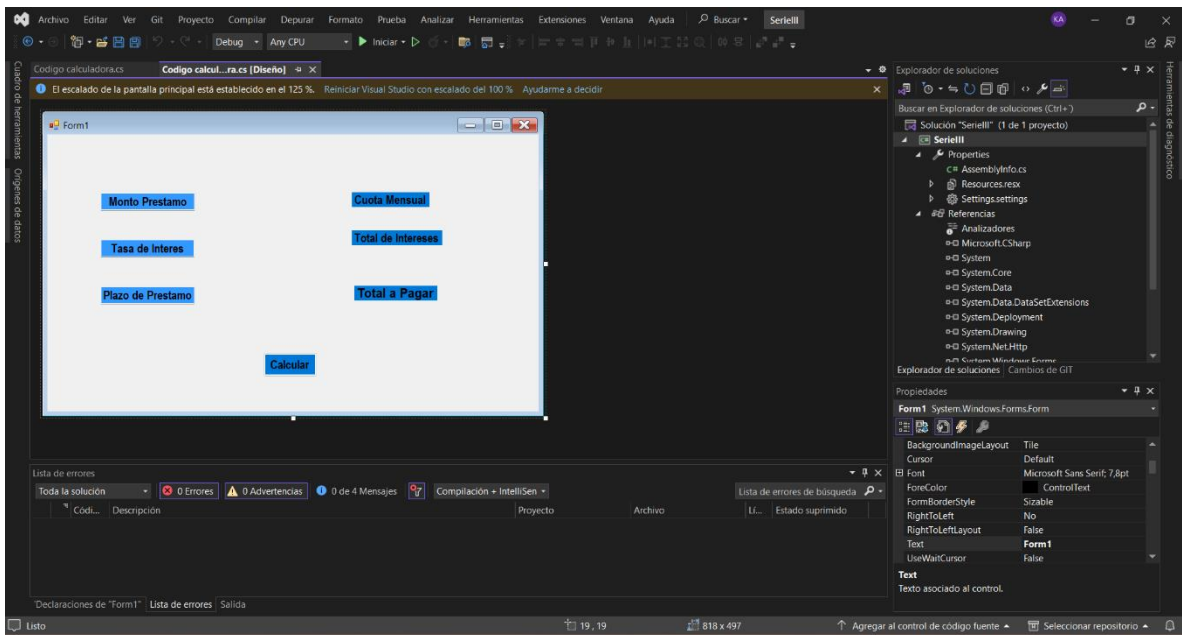 Archivo Editar Ver Git Proyecto Compilar Depurar Formato Prueba Analizar Herramientas Extensiones Ventana Ayuda Buscar SerieIII KA
Debug Any CPU Iniciar
Cuadro de herramientas
Orígenes de datos
Codigo calculadora.cs Codigo calcul...ra.cs [Diseño]
El escalado de la pantalla principal está establecido en el 125 %. Reiniciar Visual Studio con escalado del 100 % Ayudarme a decidir
Form1
Monto Prestamo
Cuota Mensual
Tasa de Interes
Total de Intereses
Plazo de Prestamo
Total a Pagar
Calcular
Explorador de soluciones
Buscar en Explorador de soluciones (Ctrl+´)
Solución "SerieIII" (1 de 1 proyecto)
SerieIII
Properties
C# AssemblyInfo.cs
Resources.resx
Settings.settings
Referencias
Analizadores
Microsoft.CSharp
System
System.Core
System.Data
System.Data.DataSetExtensions
System.Deployment
System.Drawing
System.Net.Http
System.Windows.Forms
Explorador de soluciones Cambios de GIT
Herramientas de diagnóstico
Propiedades
Form1 System.Windows.Forms.Form
BackgroundImageLayout Tile
Cursor Default
Font Microsoft Sans Serif; 7,8pt
ForeColor ControlText
FormBorderStyle Sizable
RightToLeft No
RightToLeftLayout False
Text Form1
UseWaitCursor False
Text
Texto asociado al control.
Lista de errores
Toda la solución 0 Errores 0 Advertencias 0 de 4 Mensajes Compilación + IntelliSen Lista de errores de búsqueda
Códi... Descripción Proyecto Archivo Lí... Estado suprimido
"Declaraciones de "Form1" Lista de errores Salida
Listo 19 , 19 818 x 497 Agregar al control de código fuente Seleccionar repositorio